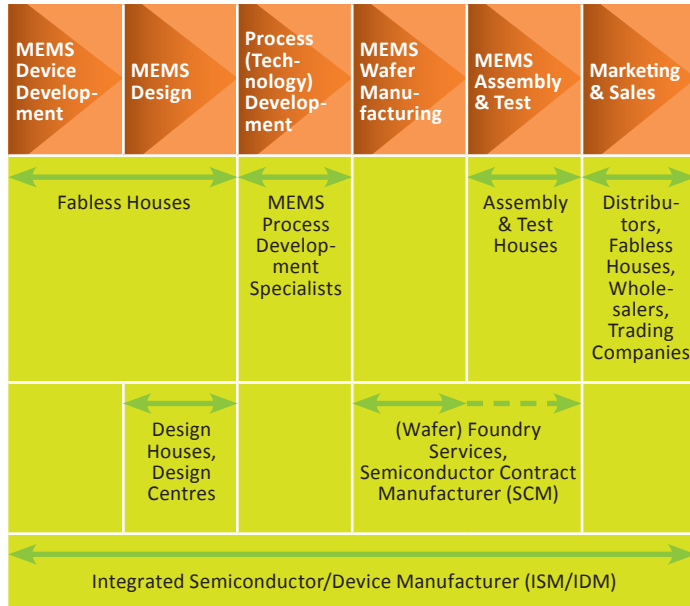 MEMS
Device
Develop-
ment
MEMS
Design
Process
(Tech-
nology)
Develop-
ment
MEMS
Wafer
Manu-
facturing
MEMS
Assembly
& Test
Marketing
& Sales
Fabless Houses
MEMS
Process
Develop-
ment
Specialists
Assembly
& Test
Houses
Distribu-
tors,
Fabless
Houses,
Whole-
salers,
Trading
Companies
Design
Houses,
Design
Centres
(Wafer) Foundry
Services,
Semiconductor Contract
Manufacturer (SCM)
Integrated Semiconductor/Device Manufacturer (ISM/IDM)